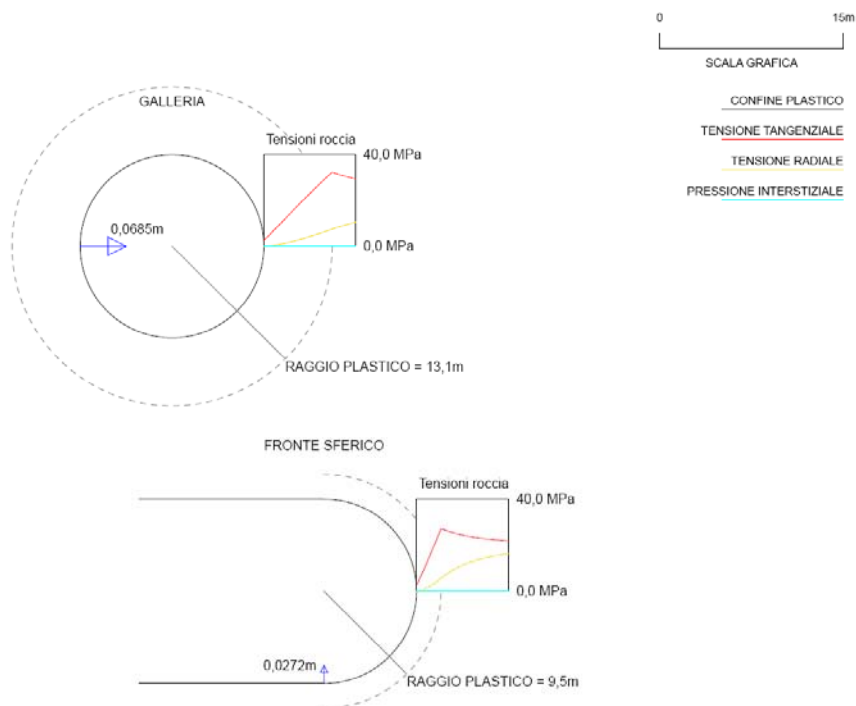 0 15m
SCALA GRAFICA
CONFINE PLASTICO
TENSIONE TANGENZIALE
TENSIONE RADIALE
PRESSIONE INTERSTIZIALE
GALLERIA
Tensioni roccia
40,0 MPa
0,0685m
0,0 MPa
RAGGIO PLASTICO = 13,1m
FRONTE SFERICO
Tensioni roccia
40,0 MPa
0,0 MPa
0,0272m
RAGGIO PLASTICO = 9,5m